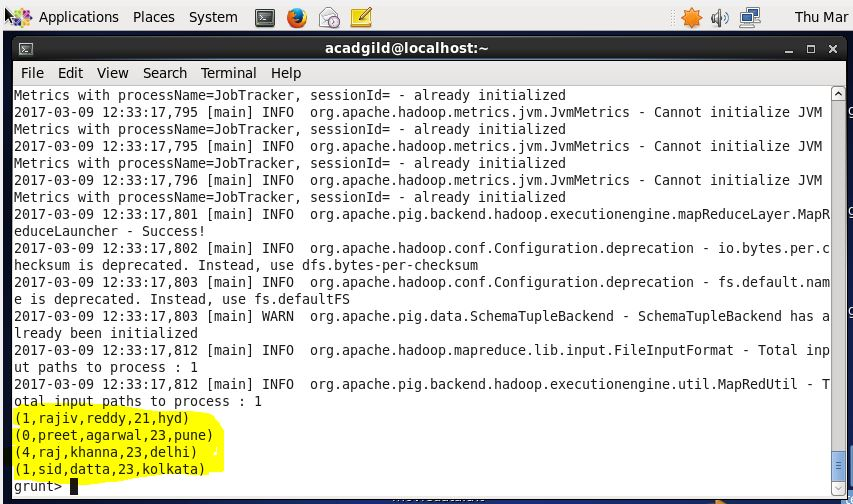 Applications Places System Thu Mar
acadgild@localhost:~
File Edit View Search Terminal Help
Metrics with processName=JobTracker, sessionId= - already initialized
2017-03-09 12:33:17,795 [main] INFO  org.apache.hadoop.metrics.jvm.JvmMetrics - Cannot initialize JVM
Metrics with processName=JobTracker, sessionId= - already initialized
2017-03-09 12:33:17,795 [main] INFO  org.apache.hadoop.metrics.jvm.JvmMetrics - Cannot initialize JVM
Metrics with processName=JobTracker, sessionId= - already initialized
2017-03-09 12:33:17,796 [main] INFO  org.apache.hadoop.metrics.jvm.JvmMetrics - Cannot initialize JVM
Metrics with processName=JobTracker, sessionId= - already initialized
2017-03-09 12:33:17,801 [main] INFO  org.apache.pig.backend.hadoop.executionengine.mapReduceLayer.MapR
educeLauncher - Success!
2017-03-09 12:33:17,802 [main] INFO  org.apache.hadoop.conf.Configuration.deprecation - io.bytes.per.c
hecksum is deprecated. Instead, use dfs.bytes-per-checksum
2017-03-09 12:33:17,803 [main] INFO  org.apache.hadoop.conf.Configuration.deprecation - fs.default.nam
e is deprecated. Instead, use fs.defaultFS
2017-03-09 12:33:17,803 [main] WARN  org.apache.pig.data.SchemaTupleBackend - SchemaTupleBackend has a
lready been initialized
2017-03-09 12:33:17,812 [main] INFO  org.apache.hadoop.mapreduce.lib.input.FileInputFormat - Total inp
ut paths to process : 1
2017-03-09 12:33:17,812 [main] INFO  org.apache.pig.backend.hadoop.executionengine.util.MapRedUtil - T
otal input paths to process : 1
(1,rajiv,reddy,21,hyd)
(0,preet,agarwal,23,pune)
(4,raj,khanna,23,delhi)
(1,sid,datta,23,kolkata)
grunt>